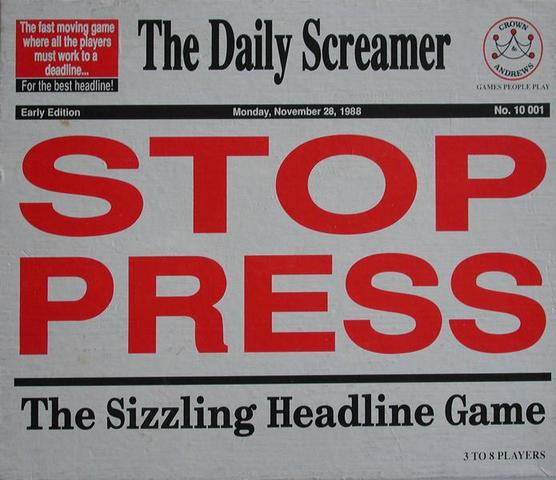 The fast moving game
where all the players
must work to a
deadline...
For the best headline!
The Daily Screamer
CROWN
&
ANDREWS
GAMES PEOPLE PLAY
Early Edition
Monday, November 28, 1988
No. 10 001
STOP
PRESS
The Sizzling Headline Game
3 TO 8 PLAYERS